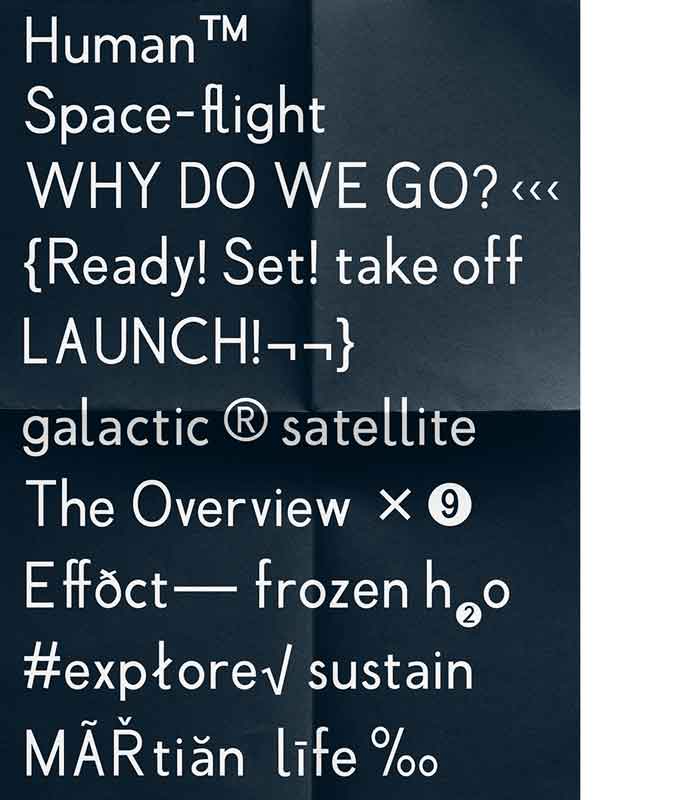 Human™
Space-flight
WHY DO WE GO? ‹‹‹
{Ready! Set! take off
LAUNCH!¬¬}
galactic ® satellite
The Overview × ❾
Effðct— frozen h₂o
#expłore√ sustain
MÃŘtiăn līfe ‰